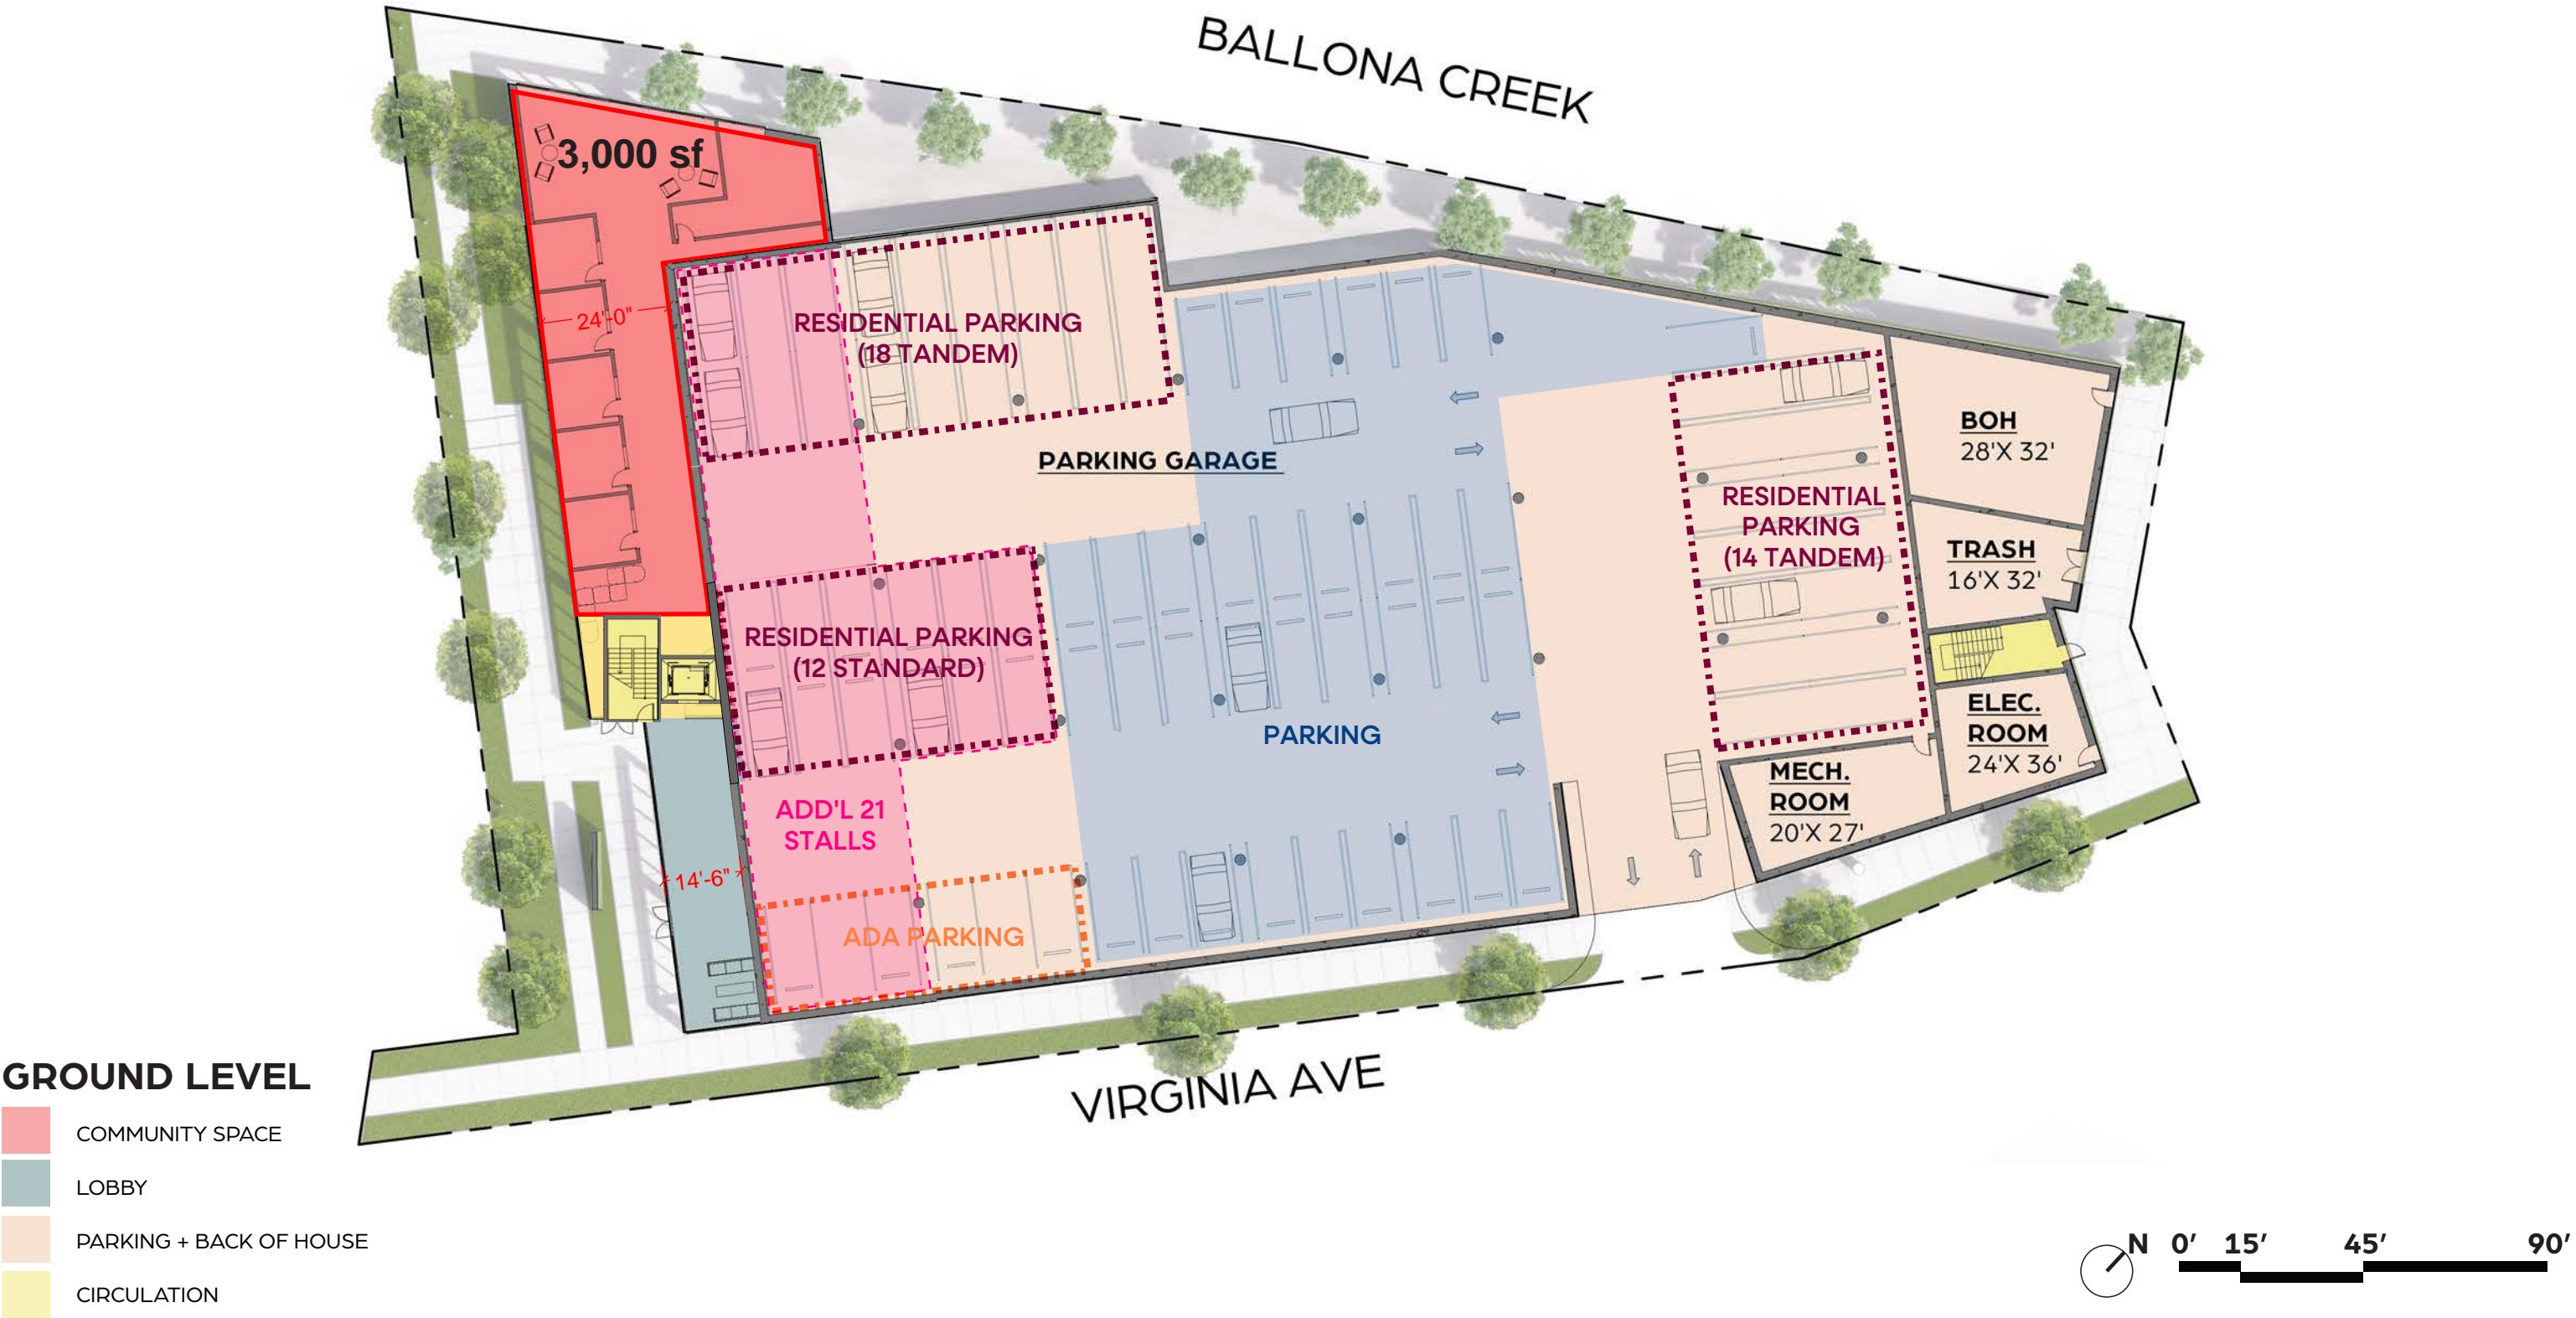 BALLONA CREEK
3,000 sf
24'-0"
RESIDENTIAL PARKING
(18 TANDEM)
PARKING GARAGE
BOH
28'X 32'
RESIDENTIAL
PARKING
(14 TANDEM)
TRASH
16'X 32'
RESIDENTIAL PARKING
(12 STANDARD)
PARKING
ELEC.
ROOM
24'X 36'
MECH.
ROOM
20'X 27'
ADD'L 21
STALLS
14'-6"
ADA PARKING
VIRGINIA AVE
GROUND LEVEL
COMMUNITY SPACE
LOBBY
PARKING + BACK OF HOUSE
CIRCULATION
N 0' 15' 45' 90'